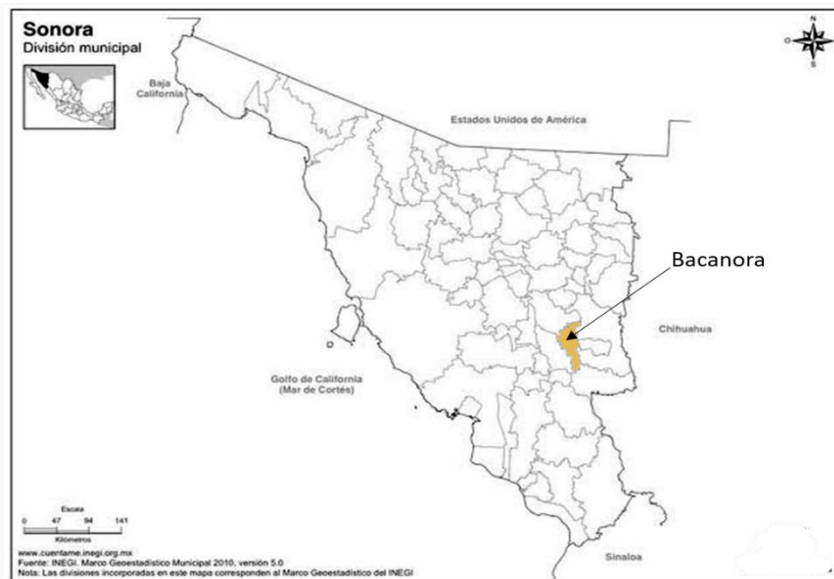 Sonora
División municipal
N
O
S
Baja
California
Estados Unidos de América
Bacanora
Chihuahua
Golfo de California
(Mar de Cortés)
Escala
0 47 94 141
Kilómetros
www.cuentame.inegi.org.mx
Fuente: INEGI. Marco Geoestadístico Municipal 2010, versión 5.0
Nota: Las divisiones incorporadas en este mapa corresponden al Marco Geoestadístico del INEGI
Sinaloa